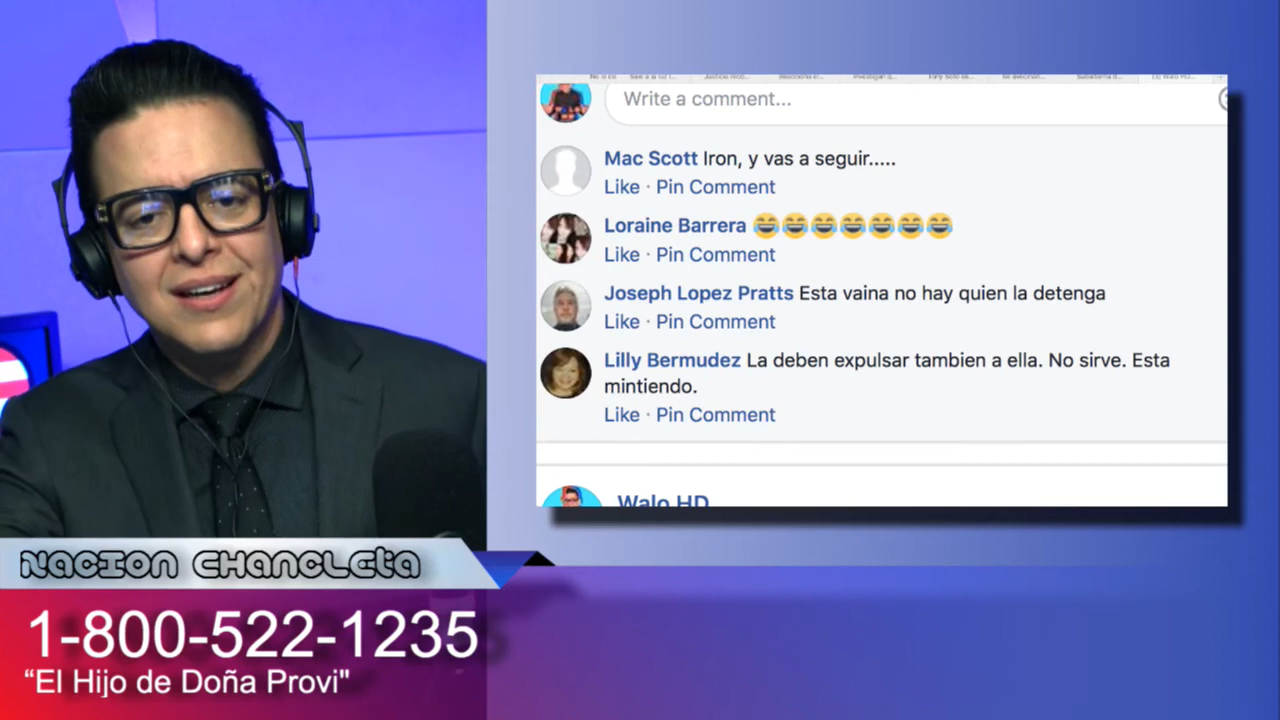 Write a comment...
Mac Scott Iron, y vas a seguir.....
Like · Pin Comment
Loraine Barrera 😂😂😂😂😂😂😂
Like · Pin Comment
Joseph Lopez Pratts Esta vaina no hay quien la detenga
Like · Pin Comment
Lilly Bermudez La deben expulsar tambien a ella. No sirve. Esta
mintiendo.
Like · Pin Comment
Walo HD
NACION CHANCLETA
1-800-522-1235
“El Hijo de Doña Provi"